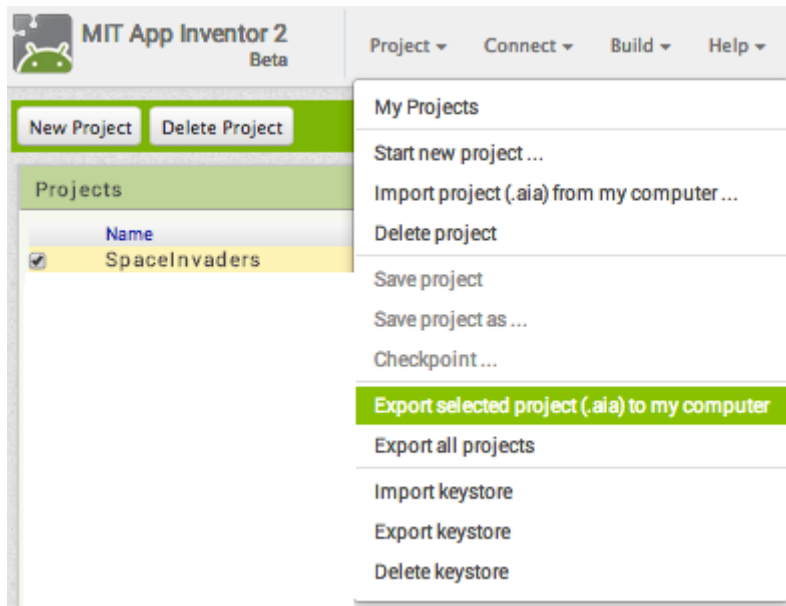 MIT App Inventor 2
Beta
Project Connect Build Help
New Project Delete Project
Projects
Name
SpaceInvaders
My Projects
Start new project ...
Import project (.aia) from my computer ...
Delete project
Save project
Save project as ...
Checkpoint ...
Export selected project (.aia) to my computer
Export all projects
Import keystore
Export keystore
Delete keystore